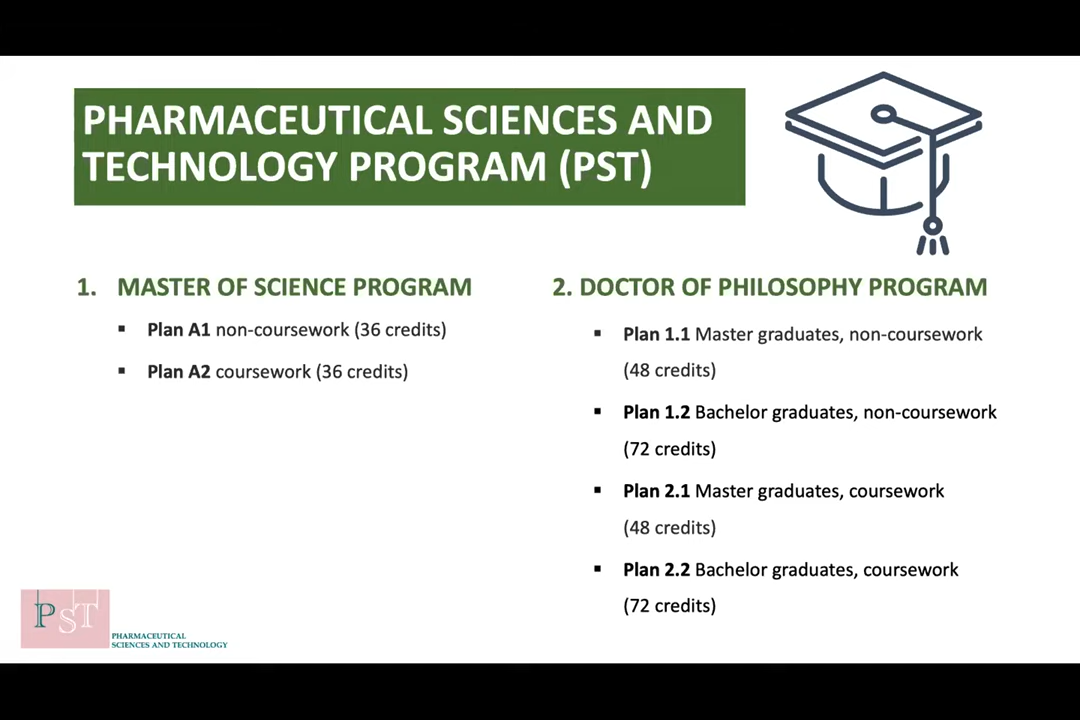 PHARMACEUTICAL SCIENCES AND
TECHNOLOGY PROGRAM (PST)
1. MASTER OF SCIENCE PROGRAM
▪ Plan A1 non-coursework (36 credits)
▪ Plan A2 coursework (36 credits)
2. DOCTOR OF PHILOSOPHY PROGRAM
▪ Plan 1.1 Master graduates, non-coursework
(48 credits)
▪ Plan 1.2 Bachelor graduates, non-coursework
(72 credits)
▪ Plan 2.1 Master graduates, coursework
(48 credits)
▪ Plan 2.2 Bachelor graduates, coursework
(72 credits)
PST
PHARMACEUTICAL
SCIENCES AND TECHNOLOGY